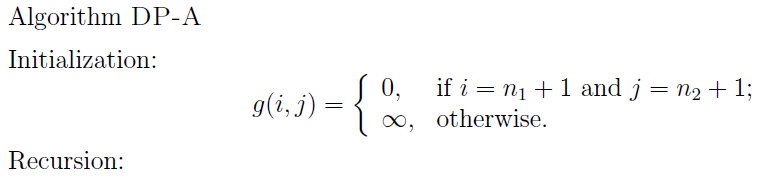 Algorithm DP-A
Initialization:
g(i, j) = { 0, if i = n₁ + 1 and j = n₂ + 1;
∞, otherwise.
Recursion: